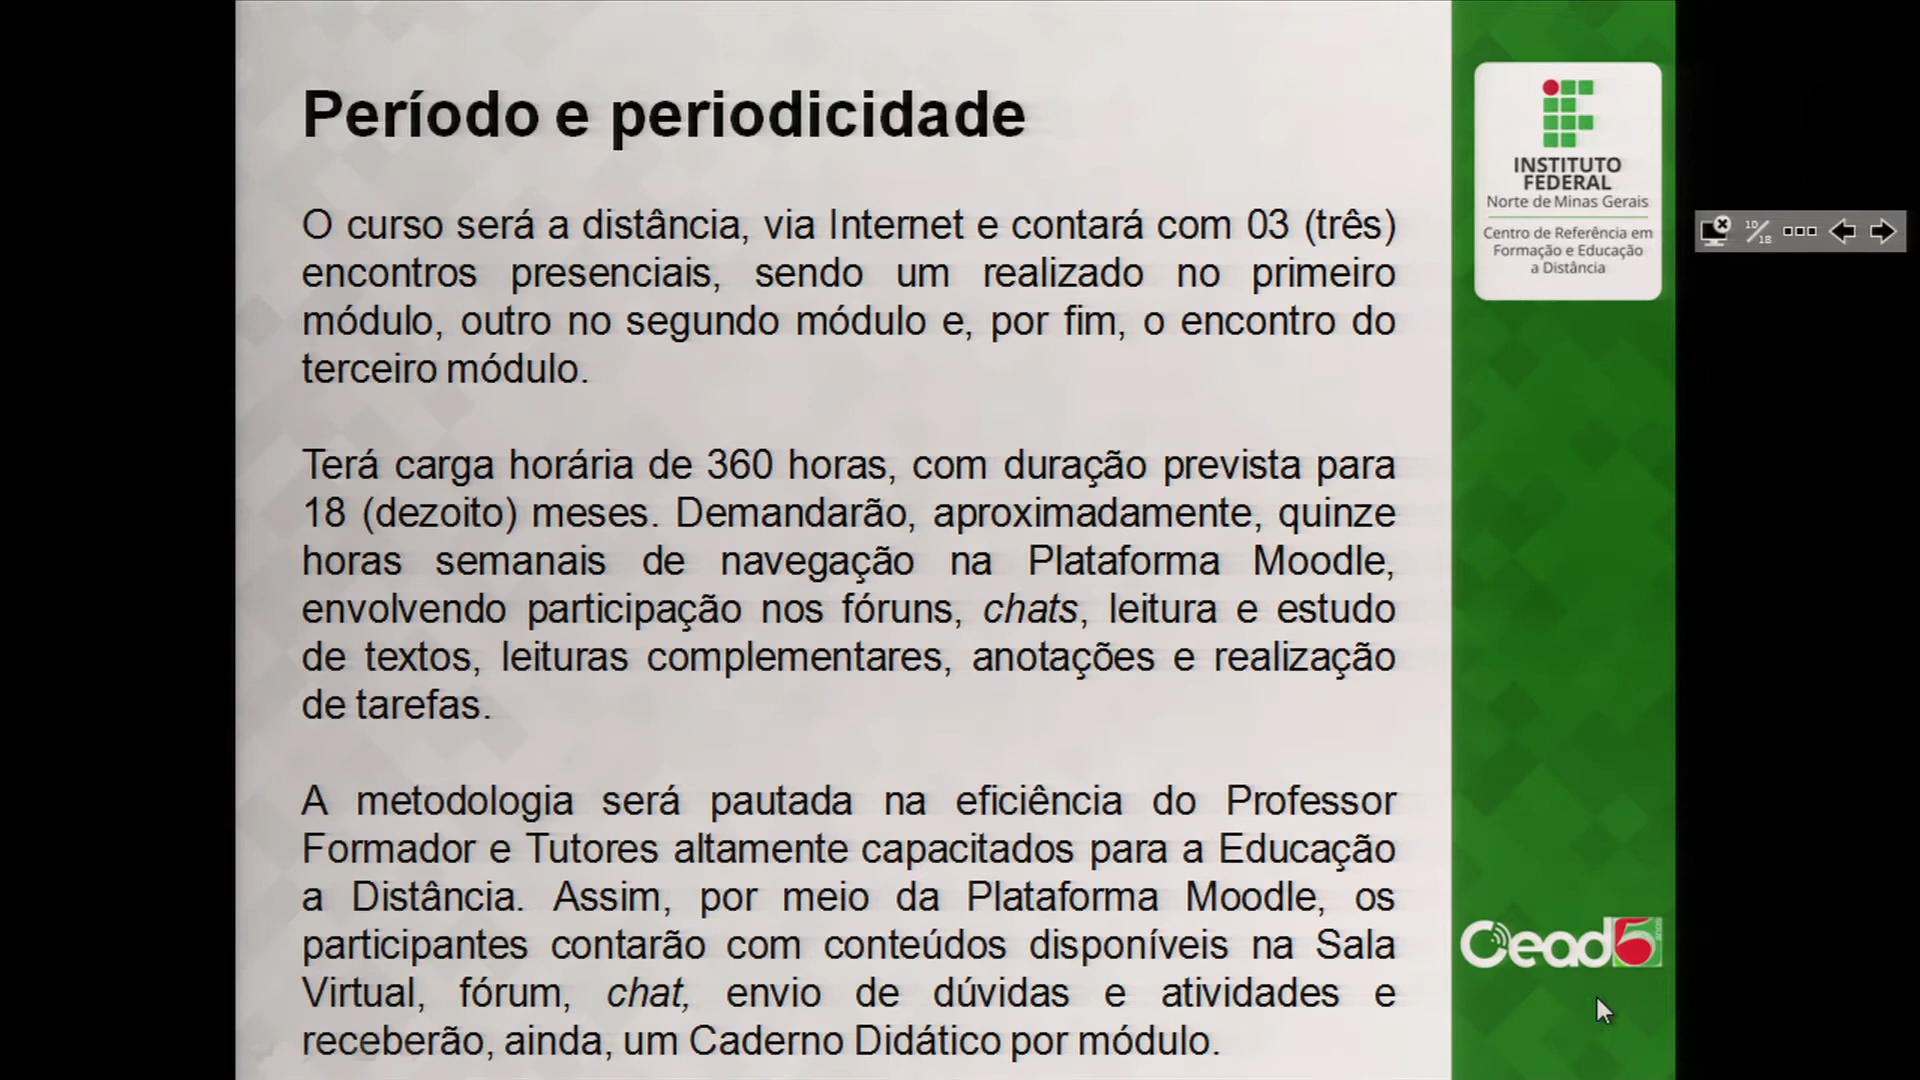 Período e periodicidade
O curso será a distância, via Internet e contará com 03 (três)
encontros presenciais, sendo um realizado no primeiro
módulo, outro no segundo módulo e, por fim, o encontro do
terceiro módulo.
Terá carga horária de 360 horas, com duração prevista para
18 (dezoito) meses. Demandarão, aproximadamente, quinze
horas semanais de navegação na Plataforma Moodle,
envolvendo participação nos fóruns, chats, leitura e estudo
de textos, leituras complementares, anotações e realização
de tarefas.
A metodologia será pautada na eficiência do Professor
Formador e Tutores altamente capacitados para a Educação
a Distância. Assim, por meio da Plataforma Moodle, os
participantes contarão com conteúdos disponíveis na Sala
Virtual, fórum, chat, envio de dúvidas e atividades e
receberão, ainda, um Caderno Didático por módulo.
INSTITUTO
FEDERAL
Norte de Minas Gerais
Centro de Referência em
Formação e Educação
a Distância
10/18
Cead 5